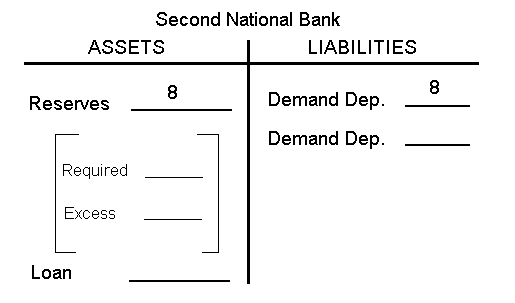 Second National Bank
ASSETS LIABILITIES
Reserves 8
Demand Dep. 8
Demand Dep.
Required
Excess
Loan